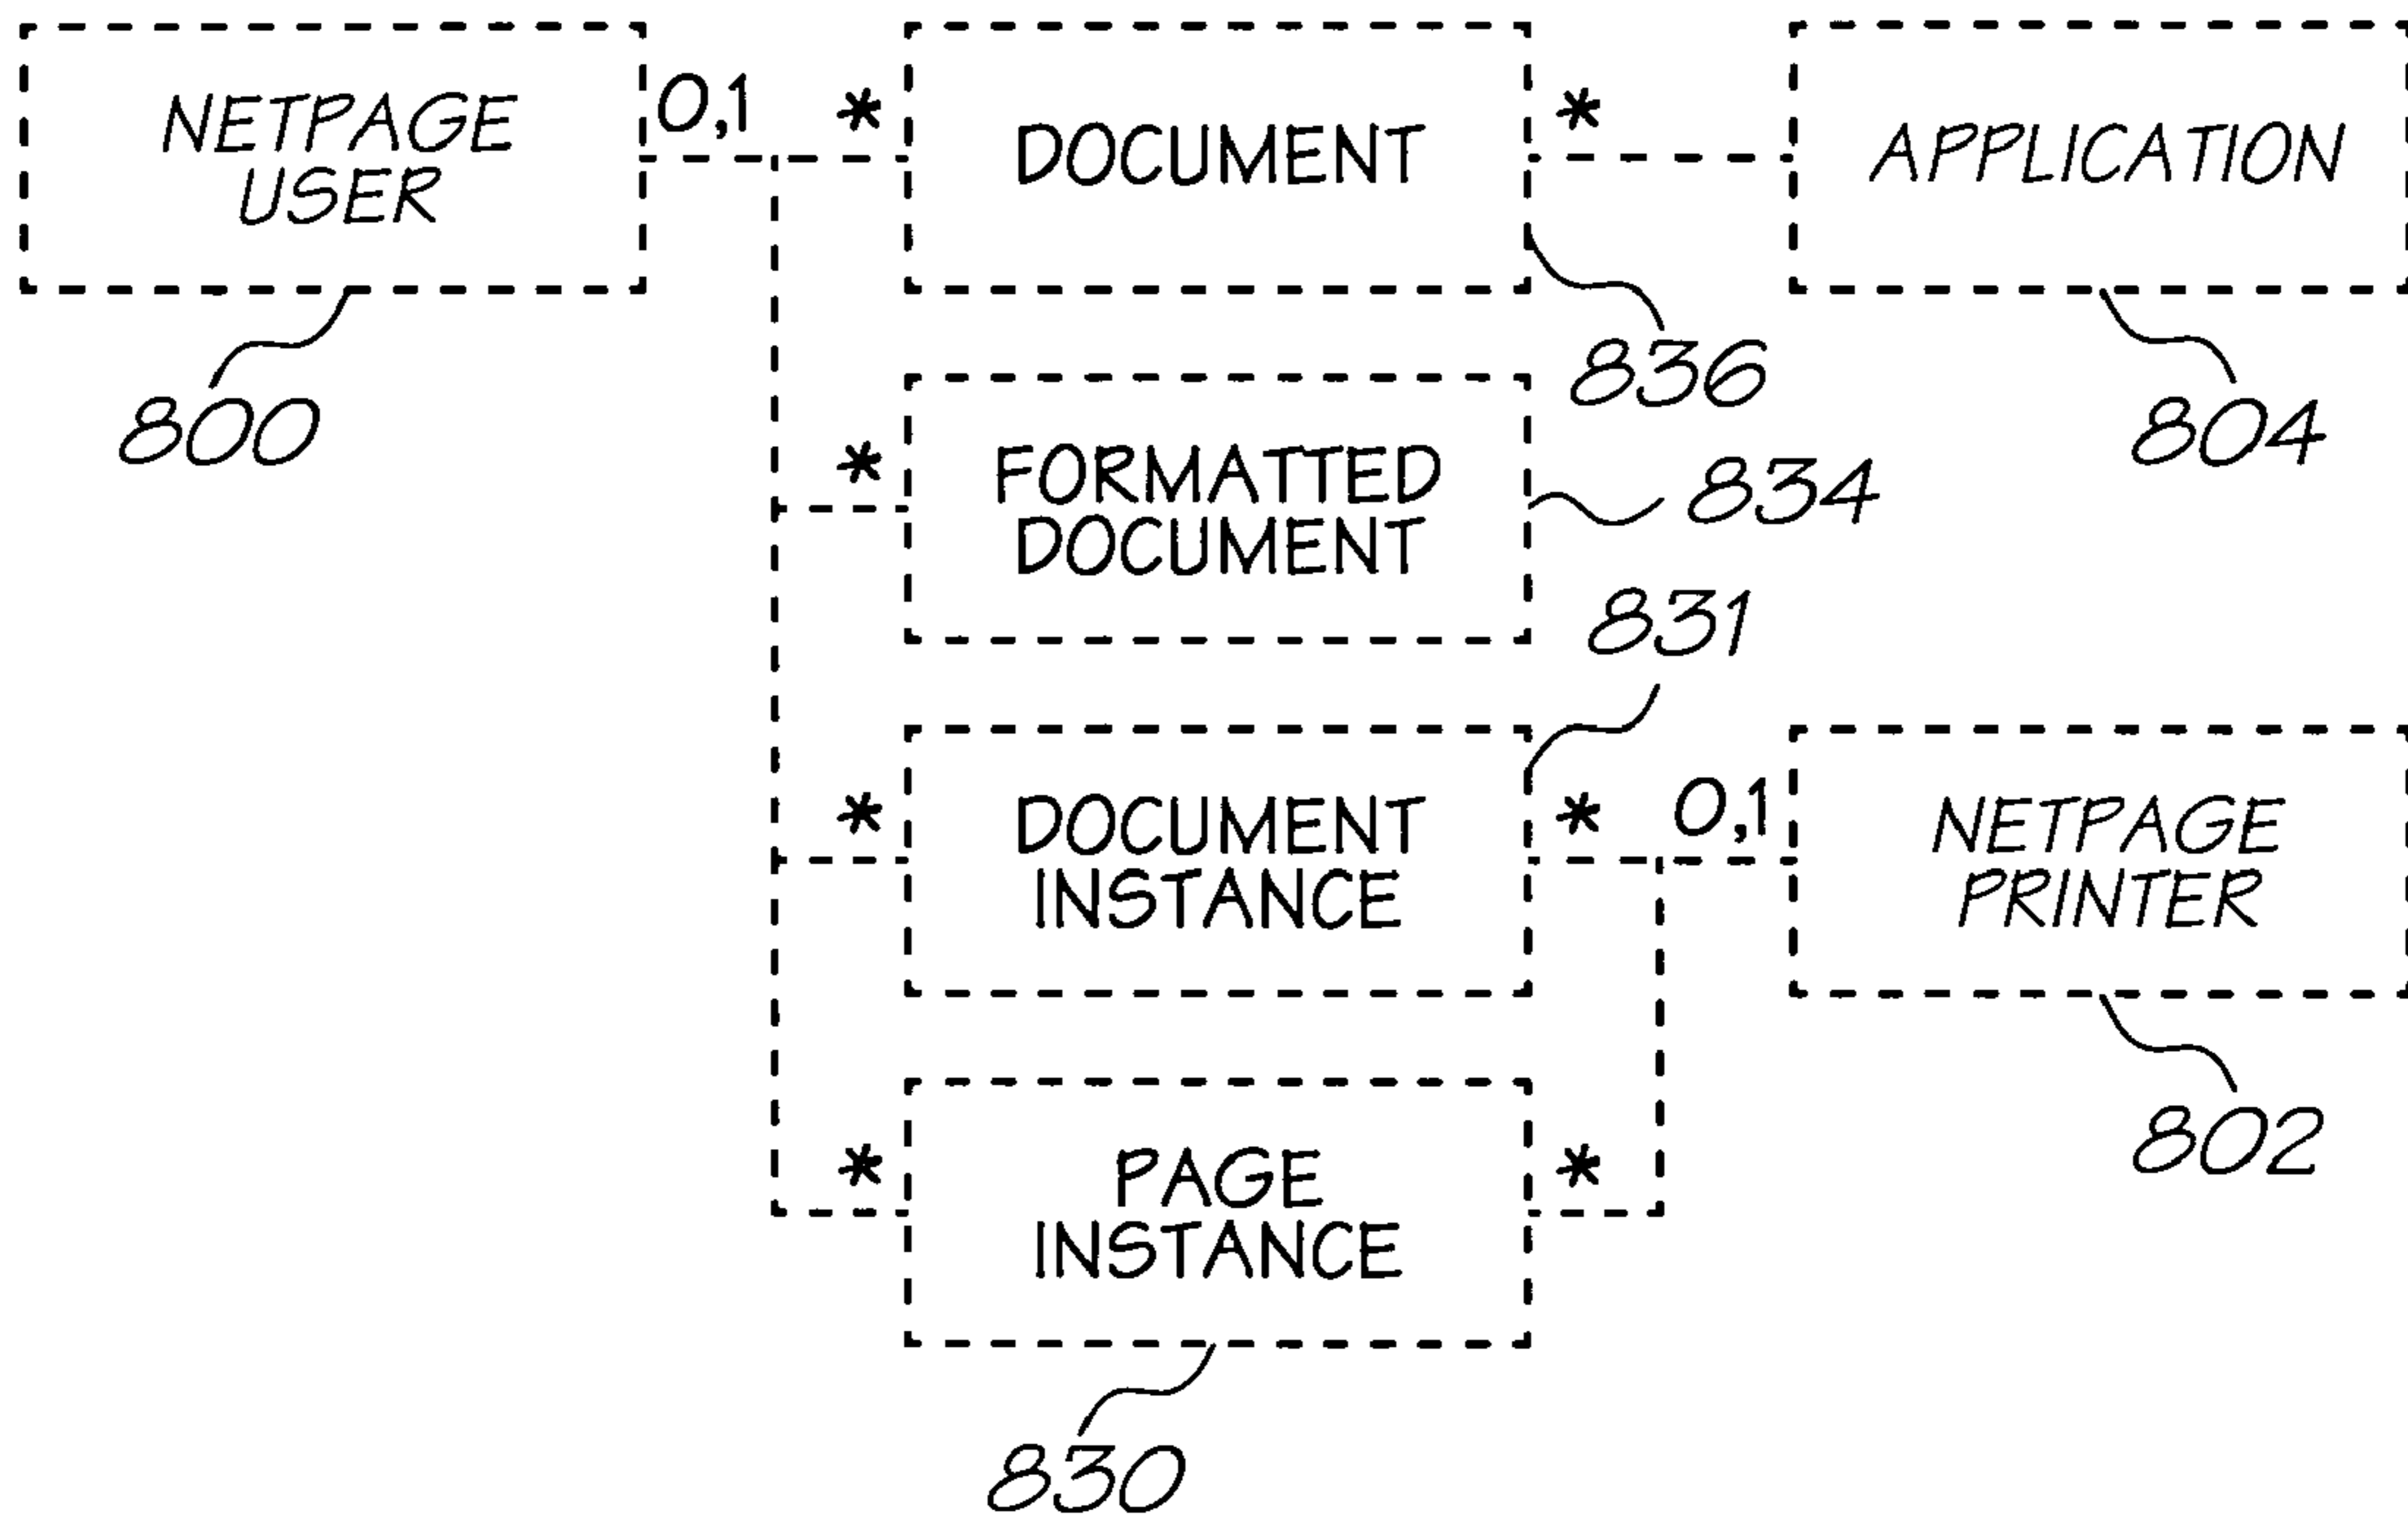 NETPAGE
USER
0,1
*
DOCUMENT
*
APPLICATION
800
836
804
*
FORMATTED
DOCUMENT
834
831
*
DOCUMENT
INSTANCE
*
0,1
NETPAGE
PRINTER
802
*
PAGE
INSTANCE
*
830